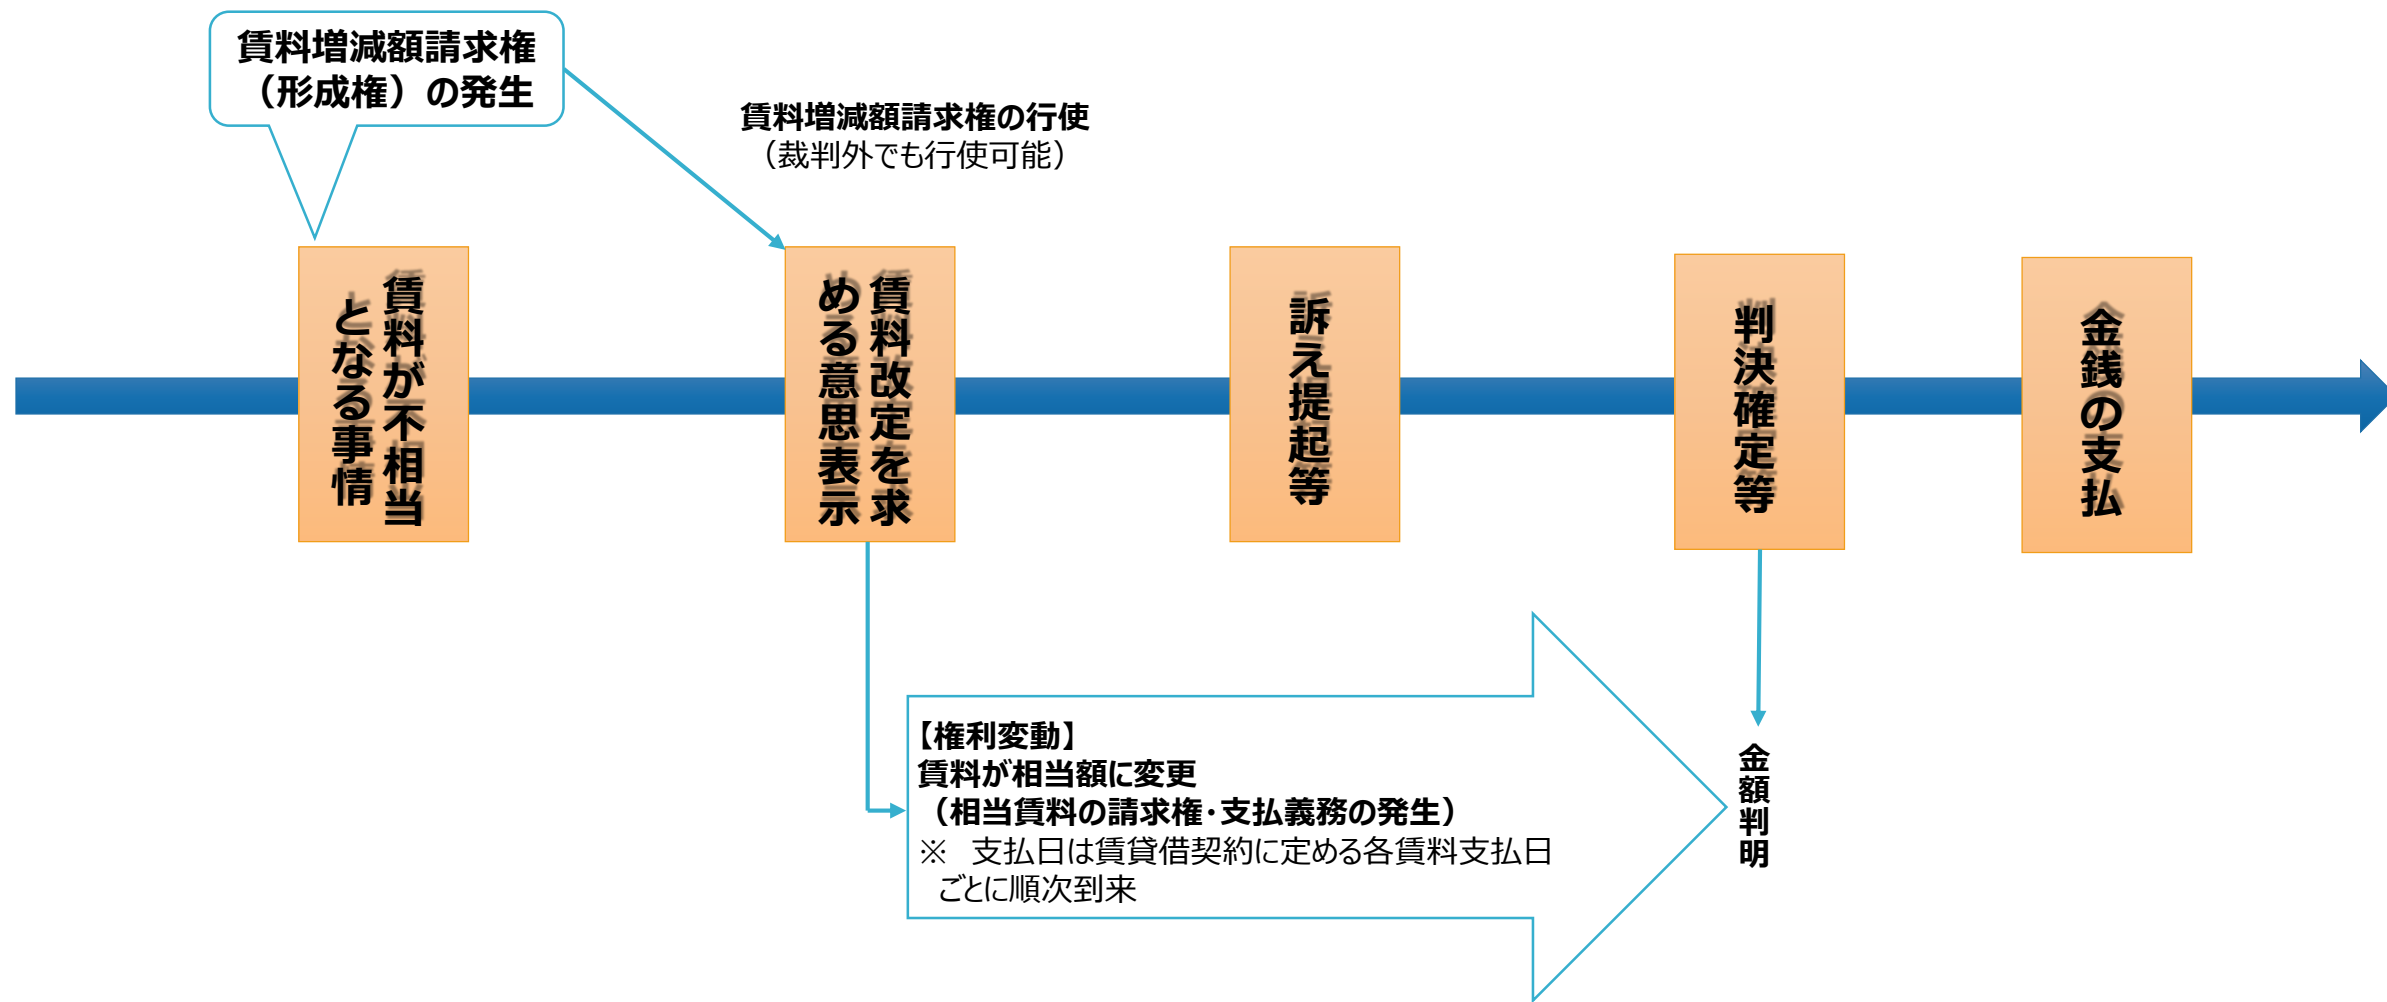 賃料増減額請求権
（形成権）の発生
賃料増減額請求権の行使
（裁判外でも行使可能）
賃料が不相当
となる事情
賃料改定を求
める意思表示
訴え提起等
判決確定等
金銭の支払
【権利変動】
賃料が相当額に変更
（相当賃料の請求権・支払義務の発生）
※　支払日は賃貸借契約に定める各賃料支払日
ごとに順次到来
金額判明